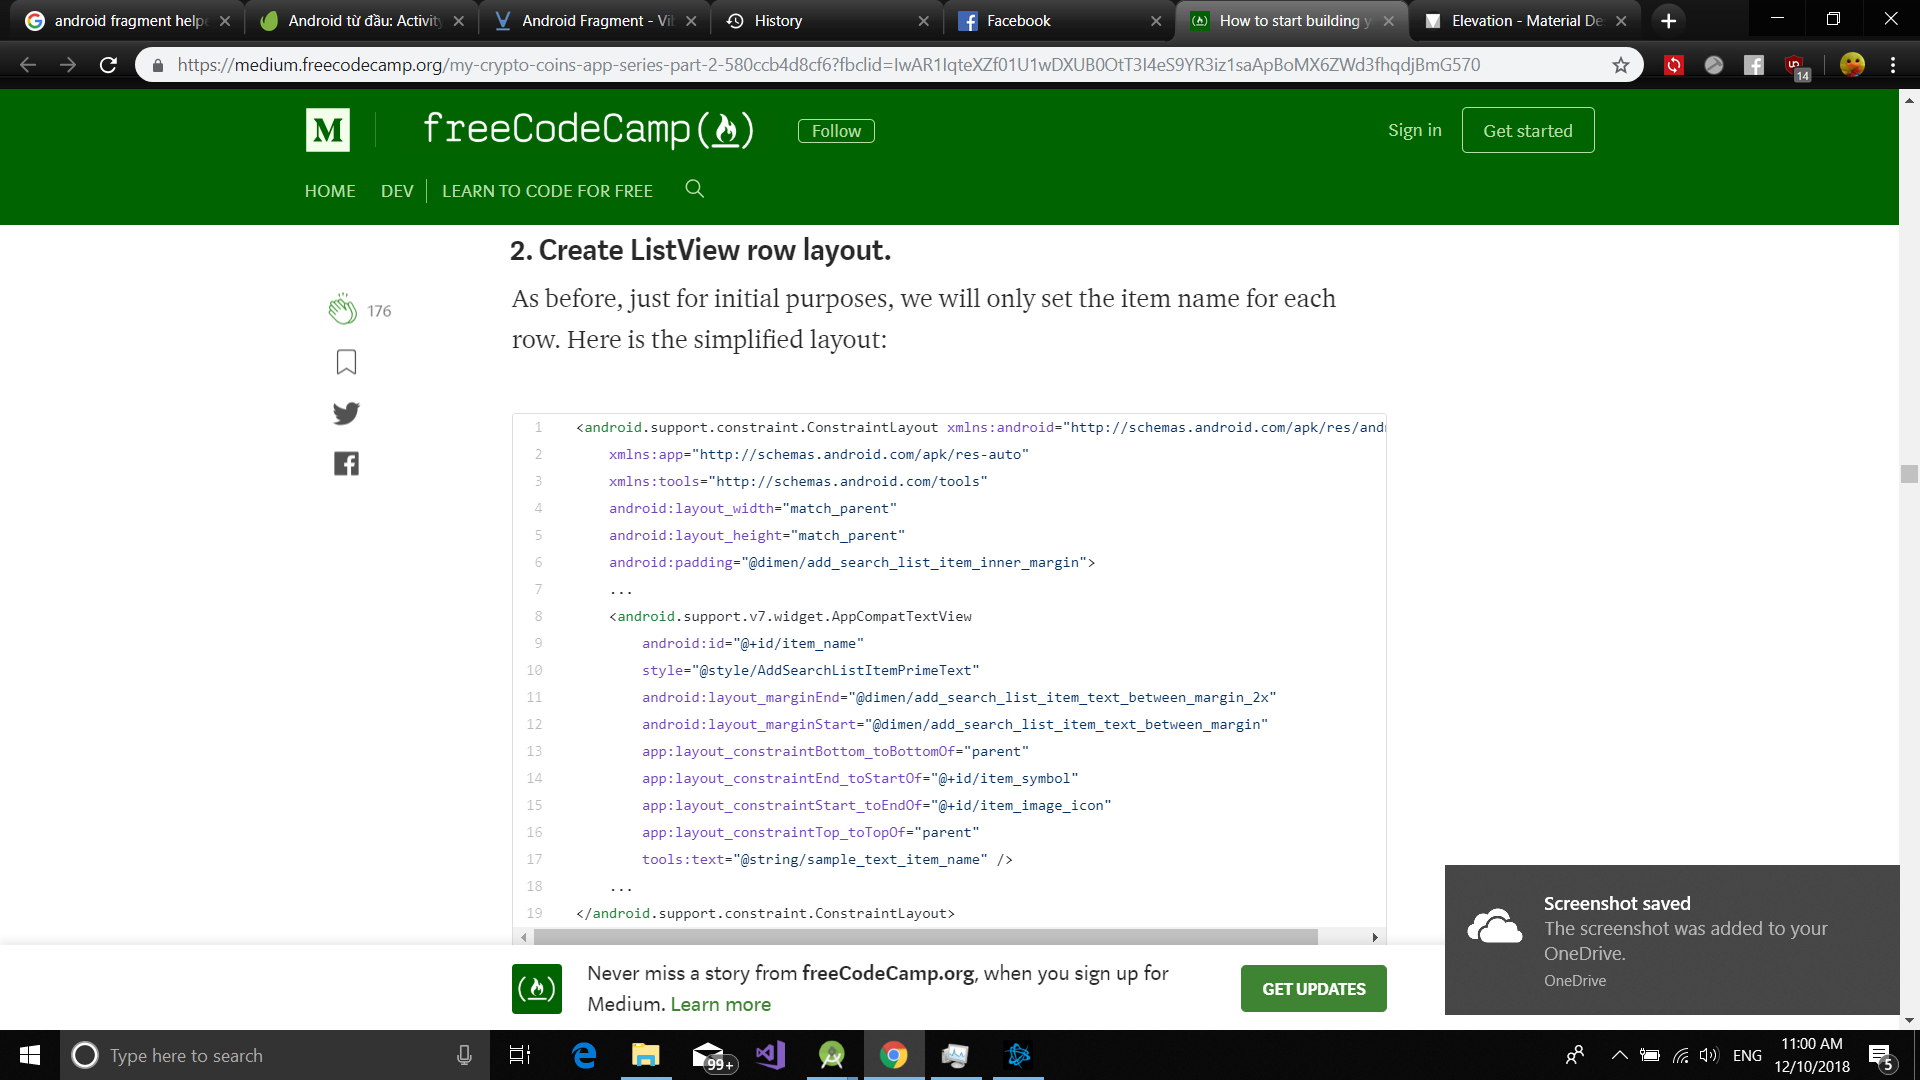 android fragment helpe
Android từ đầu: Activity
Android Fragment - Vib
History
Facebook
How to start building y
Elevation - Material De
https://medium.freecodecamp.org/my-crypto-coins-app-series-part-2-580ccb4d8cf6?fbclid=IwAR1IqteXZf01U1wDXUB0OtT3I4eS9YR3iz1saApBoMX6ZWd3fhqdjBmG570
14
M
freeCodeCamp
Follow
Sign in
Get started
HOME
DEV
LEARN TO CODE FOR FREE
2. Create ListView row layout.
176
As before, just for initial purposes, we will only set the item name for each
row. Here is the simplified layout:
1 <android.support.constraint.ConstraintLayout xmlns:android="http://schemas.android.com/apk/res/andr
2 xmlns:app="http://schemas.android.com/apk/res-auto"
3 xmlns:tools="http://schemas.android.com/tools"
4 android:layout_width="match_parent"
5 android:layout_height="match_parent"
6 android:padding="@dimen/add_search_list_item_inner_margin">
7 ...
8 <android.support.v7.widget.AppCompatTextView
9 android:id="@+id/item_name"
10 style="@style/AddSearchListItemPrimeText"
11 android:layout_marginEnd="@dimen/add_search_list_item_text_between_margin_2x"
12 android:layout_marginStart="@dimen/add_search_list_item_text_between_margin"
13 app:layout_constraintBottom_toBottomOf="parent"
14 app:layout_constraintEnd_toStartOf="@+id/item_symbol"
15 app:layout_constraintStart_toEndOf="@+id/item_image_icon"
16 app:layout_constraintTop_toTopOf="parent"
17 tools:text="@string/sample_text_item_name" />
18 ...
19 </android.support.constraint.ConstraintLayout>
Screenshot saved
The screenshot was added to your
OneDrive.
OneDrive
Never miss a story from freeCodeCamp.org, when you sign up for
Medium. Learn more
GET UPDATES
Type here to search
99+
ENG
11:00 AM
12/10/2018
5